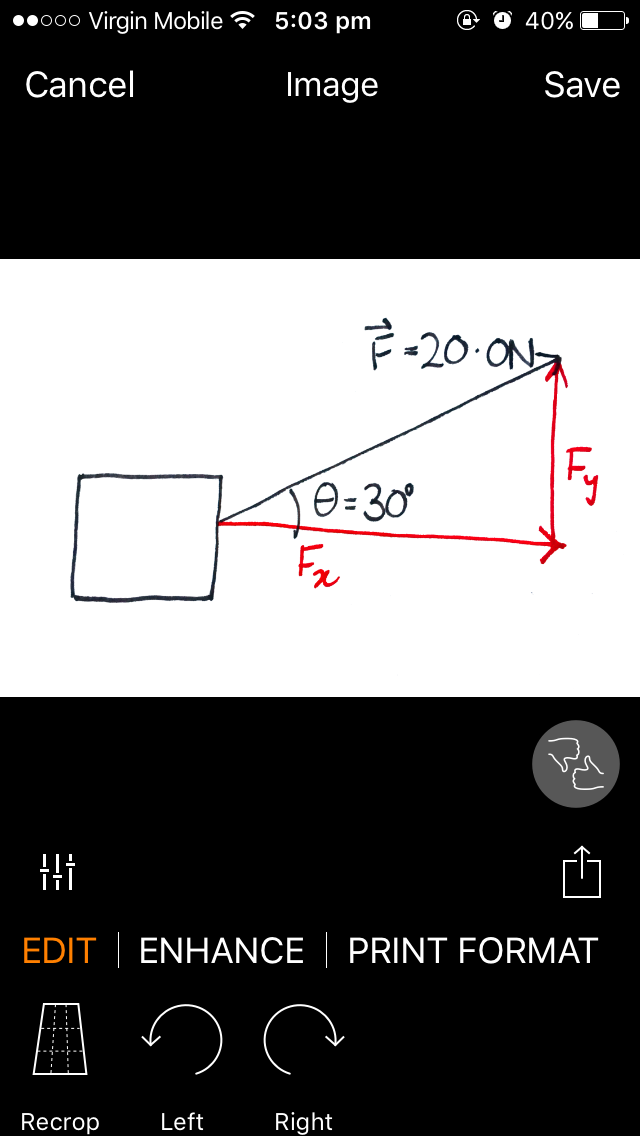 Virgin Mobile 5:03 pm 40%
Cancel Image Save
F = 20·0N
θ = 30°
Fy
Fx
EDIT | ENHANCE | PRINT FORMAT
Recrop Left Right